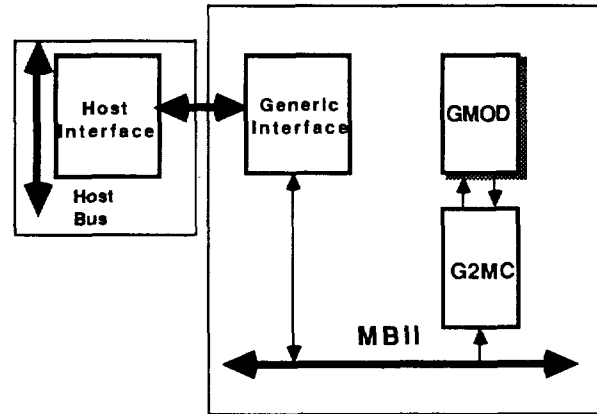 Host
Interface
Host
Bus
Generic
Interface
GMOD
G2MC
MBII